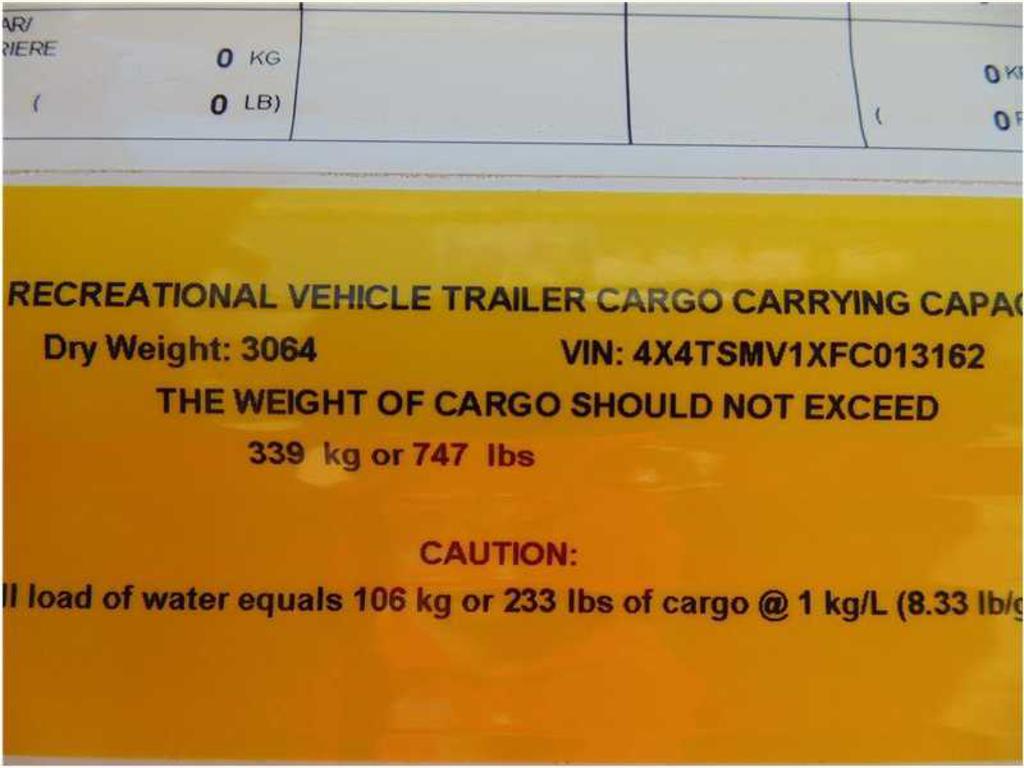 AR/
RIERE
0 KG
( 0 LB)
0 K
( 0
RECREATIONAL VEHICLE TRAILER CARGO CARRYING CAPAC
Dry Weight: 3064 VIN: 4X4TSMV1XFC013162
THE WEIGHT OF CARGO SHOULD NOT EXCEED
339 kg or 747 lbs
CAUTION:
ll load of water equals 106 kg or 233 lbs of cargo @ 1 kg/L (8.33 lb/g